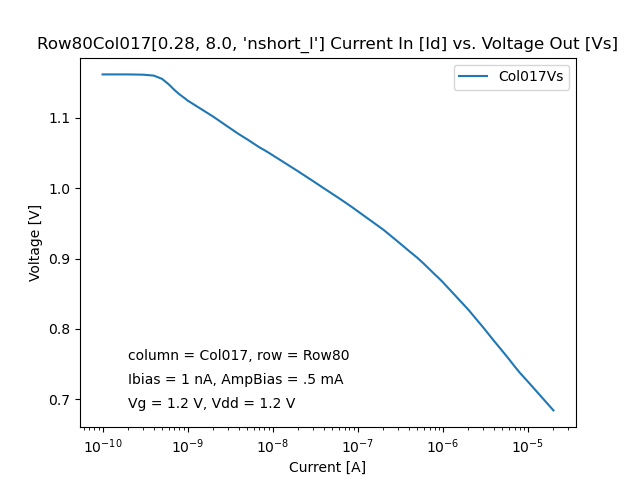 Row80Col017[0.28, 8.0, 'nshort_l'] Current In [Id] vs. Voltage Out [Vs]
Col017Vs
Voltage [V]
1.1
1.0
0.9
0.8
0.7
column = Col017, row = Row80
Ibias = 1 nA, AmpBias = .5 mA
Vg = 1.2 V, Vdd = 1.2 V
10⁻¹⁰ 10⁻⁹ 10⁻⁸ 10⁻⁷ 10⁻⁶ 10⁻⁵
Current [A]